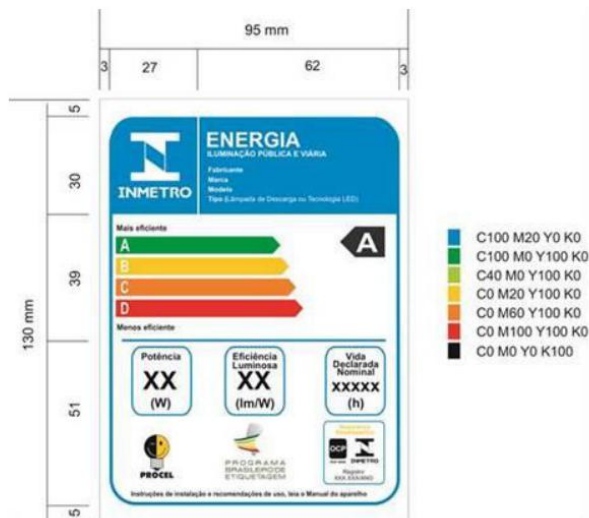 95 mm
3 27 62 3
5
30
39
130 mm
51
5
INMETRO
ENERGIA
ILUMINAÇÃO PÚBLICA E VIÁRIA
Fabricante
Marca
Modelo
Tipo (Lâmpada de Descarga ou Tecnologia LED)
Mais eficiente
A
B
C
D
Menos eficiente
A
Potência
XX
(W)
Eficiência
Luminosa
XX
(lm/W)
Vida
Declarada
Nominal
XXXXX
(h)
PROCEL
PROGRAMA
BRASILEIRO DE
ETIQUETAGEM
OCP
INMETRO
Registro
Instruções de instalação e recomendações de uso, leia o Manual do aparelho
C100 M20 Y0 K0
C100 M0 Y100 K0
C40 M0 Y100 K0
C0 M20 Y100 K0
C0 M60 Y100 K0
C0 M100 Y100 K0
C0 M0 Y0 K100